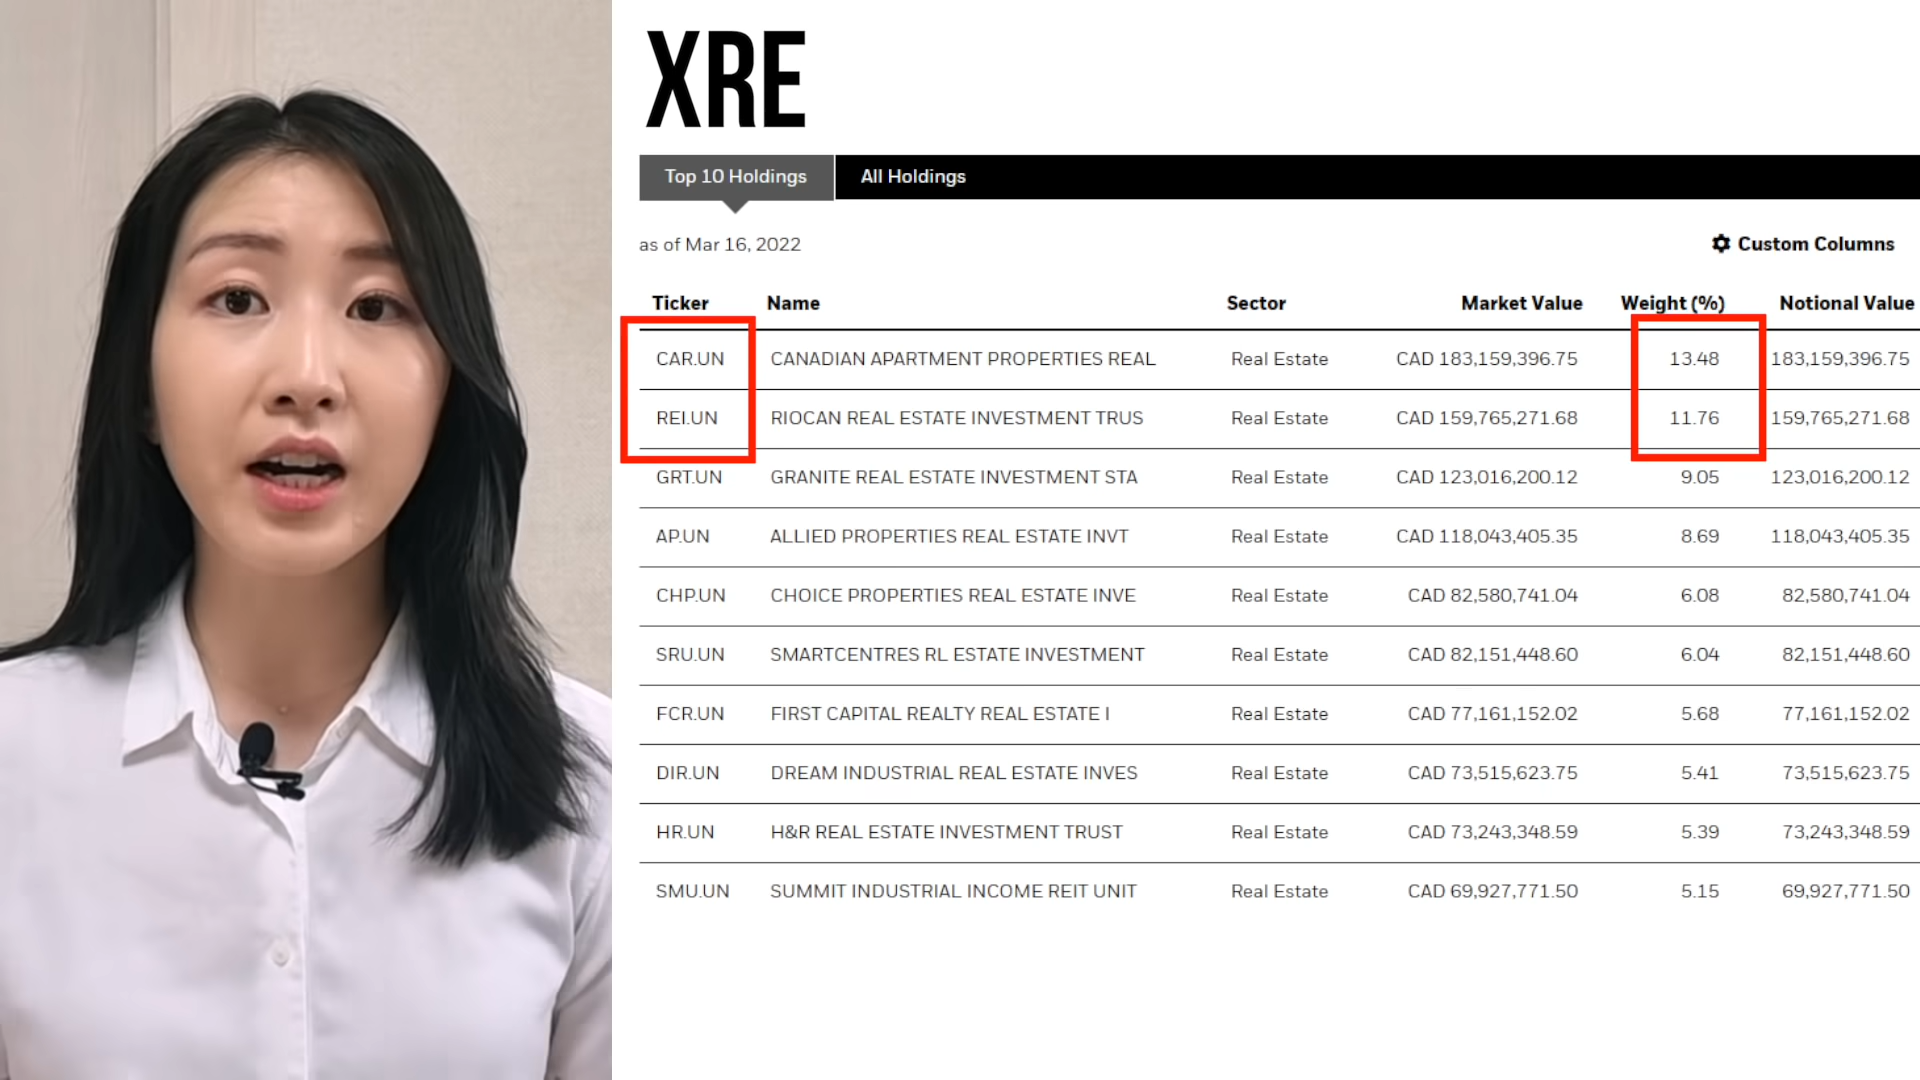 XRE
Top 10 Holdings All Holdings
as of Mar 16, 2022 Custom Columns
Ticker Name Sector Market Value Weight (%) Notional Value
CAR.UN CANADIAN APARTMENT PROPERTIES REAL Real Estate CAD 183,159,396.75 13.48 183,159,396.75
REI.UN RIOCAN REAL ESTATE INVESTMENT TRUS Real Estate CAD 159,765,271.68 11.76 159,765,271.68
GRT.UN GRANITE REAL ESTATE INVESTMENT STA Real Estate CAD 123,016,200.12 9.05 123,016,200.12
AP.UN ALLIED PROPERTIES REAL ESTATE INVT Real Estate CAD 118,043,405.35 8.69 118,043,405.35
CHP.UN CHOICE PROPERTIES REAL ESTATE INVE Real Estate CAD 82,580,741.04 6.08 82,580,741.04
SRU.UN SMARTCENTRES RL ESTATE INVESTMENT Real Estate CAD 82,151,448.60 6.04 82,151,448.60
FCR.UN FIRST CAPITAL REALTY REAL ESTATE I Real Estate CAD 77,161,152.02 5.68 77,161,152.02
DIR.UN DREAM INDUSTRIAL REAL ESTATE INVES Real Estate CAD 73,515,623.75 5.41 73,515,623.75
HR.UN H&R REAL ESTATE INVESTMENT TRUST Real Estate CAD 73,243,348.59 5.39 73,243,348.59
SMU.UN SUMMIT INDUSTRIAL INCOME REIT UNIT Real Estate CAD 69,927,771.50 5.15 69,927,771.50